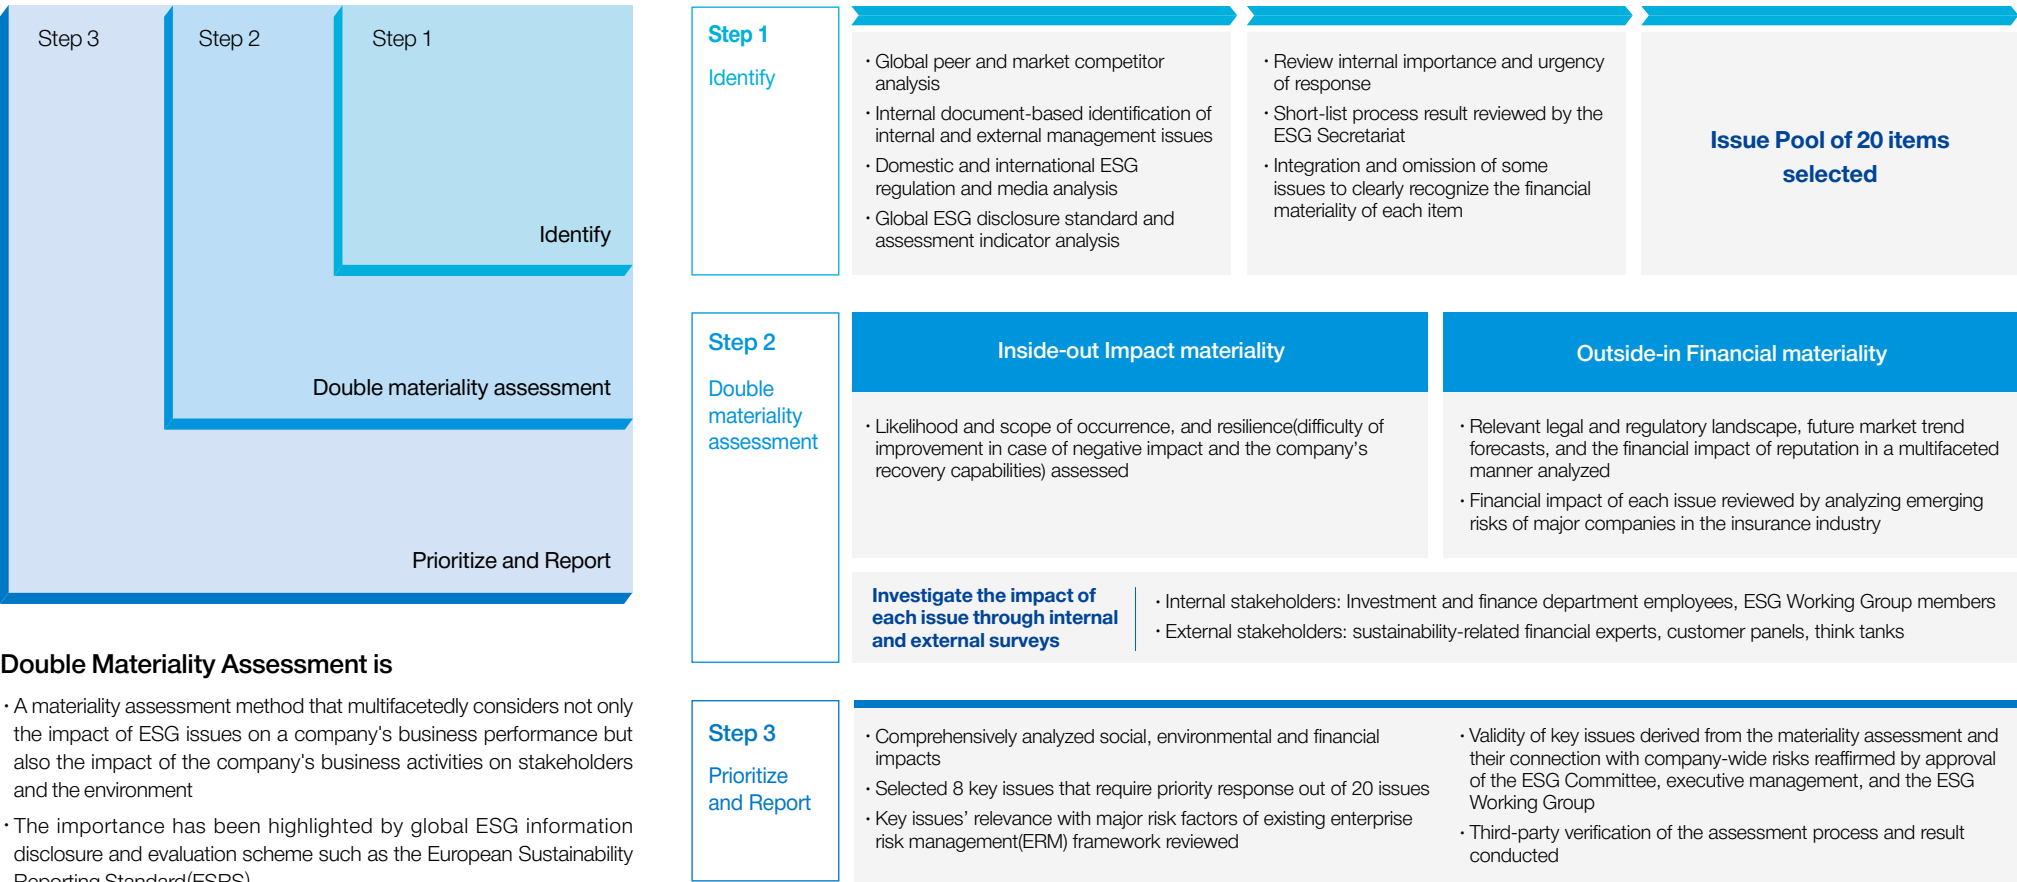 Step 3
Step 2
Step 1
Identify
Double materiality assessment
Prioritize and Report
Double Materiality Assessment is
· A materiality assessment method that multifacetedly considers not only
the impact of ESG issues on a company's business performance but
also the impact of the company's business activities on stakeholders
and the environment
· The importance has been highlighted by global ESG information
disclosure and evaluation scheme such as the European Sustainability
Reporting Standard(ESRS)
Step 1
Identify
· Global peer and market competitor
analysis
· Internal document-based identification of
internal and external management issues
· Domestic and international ESG
regulation and media analysis
· Global ESG disclosure standard and
assessment indicator analysis
· Review internal importance and urgency
of response
· Short-list process result reviewed by the
ESG Secretariat
· Integration and omission of some
issues to clearly recognize the financial
materiality of each item
Issue Pool of 20 items
selected
Step 2
Double
materiality
assessment
Inside-out Impact materiality
· Likelihood and scope of occurrence, and resilience(difficulty of
improvement in case of negative impact and the company’s
recovery capabilities) assessed
Outside-in Financial materiality
· Relevant legal and regulatory landscape, future market trend
forecasts, and the financial impact of reputation in a multifaceted
manner analyzed
· Financial impact of each issue reviewed by analyzing emerging
risks of major companies in the insurance industry
Investigate the impact of
each issue through internal
and external surveys
· Internal stakeholders: Investment and finance department employees, ESG Working Group members
· External stakeholders: sustainability-related financial experts, customer panels, think tanks
Step 3
Prioritize
and Report
· Comprehensively analyzed social, environmental and financial
impacts
· Selected 8 key issues that require priority response out of 20 issues
· Key issues’ relevance with major risk factors of existing enterprise
risk management(ERM) framework reviewed
· Validity of key issues derived from the materiality assessment and
their connection with company-wide risks reaffirmed by approval
of the ESG Committee, executive management, and the ESG
Working Group
· Third-party verification of the assessment process and result
conducted